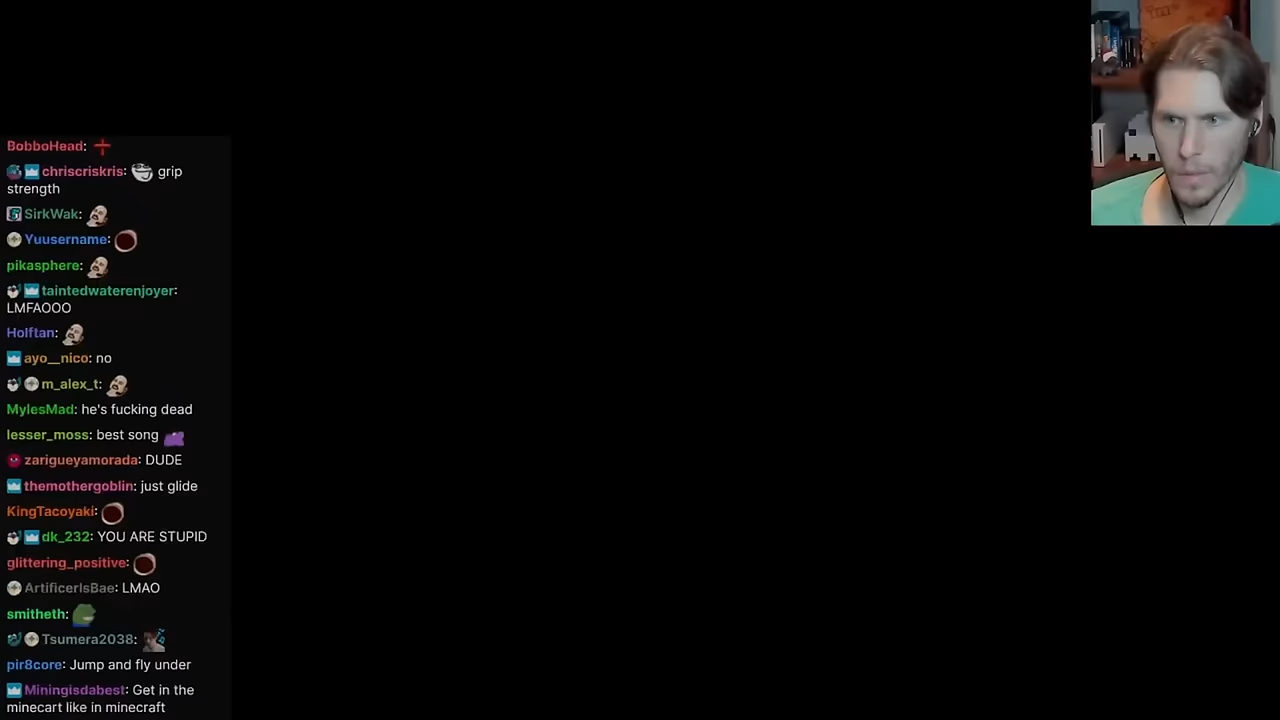 BobboHead:
chriscriskris: grip
strength
SirkWak:
Yuusername:
pikasphere:
taintedwaterenjoyer:
LMFAOOO
Holftan:
ayo__nico: no
m_alex_t:
MylesMad: he's fucking dead
lesser_moss: best song
zarigueyamorada: DUDE
themothergoblin: just glide
KingTacoyaki:
dk_232: YOU ARE STUPID
glittering_positive:
ArtificerIsBae: LMAO
smitheth:
Tsumera2038:
pir8core: Jump and fly under
Miningisdabest: Get in the
minecart like in minecraft